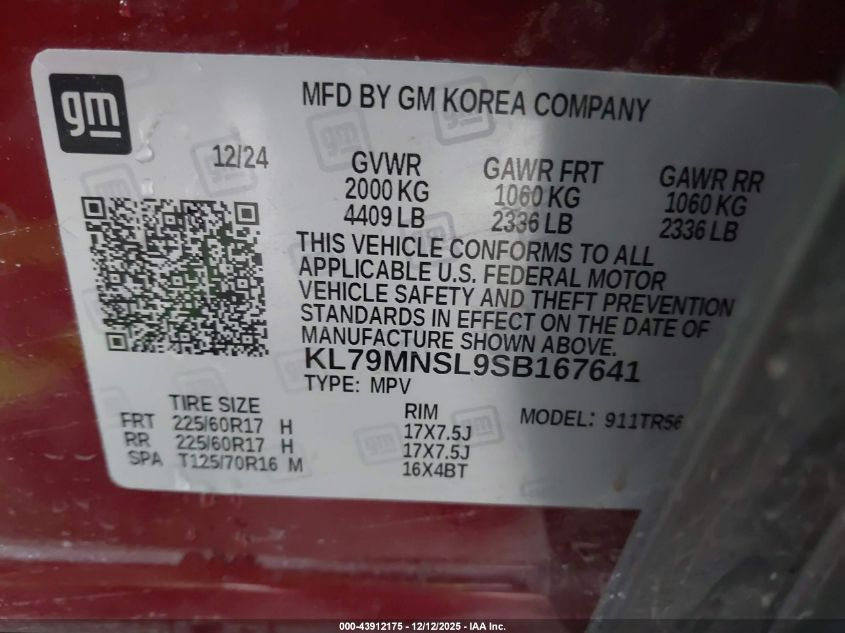 gm
MFD BY GM KOREA COMPANY
12/24
GVWR GAWR FRT GAWR RR
2000 KG 1060 KG 1060 KG
4409 LB 2336 LB 2336 LB
THIS VEHICLE CONFORMS TO ALL
APPLICABLE U.S. FEDERAL MOTOR
VEHICLE SAFETY AND THEFT PREVENTION
STANDARDS IN EFFECT ON THE DATE OF
MANUFACTURE SHOWN ABOVE.
KL79MNSL9SB167641
TYPE: MPV
TIRE SIZE RIM MODEL: 911TR56
FRT 225/60R17 H 17X7.5J
RR 225/60R17 H 17X7.5J
SPA T125/70R16 M 16X4BT
000-43912175 - 12/12/2025 - IAA Inc.